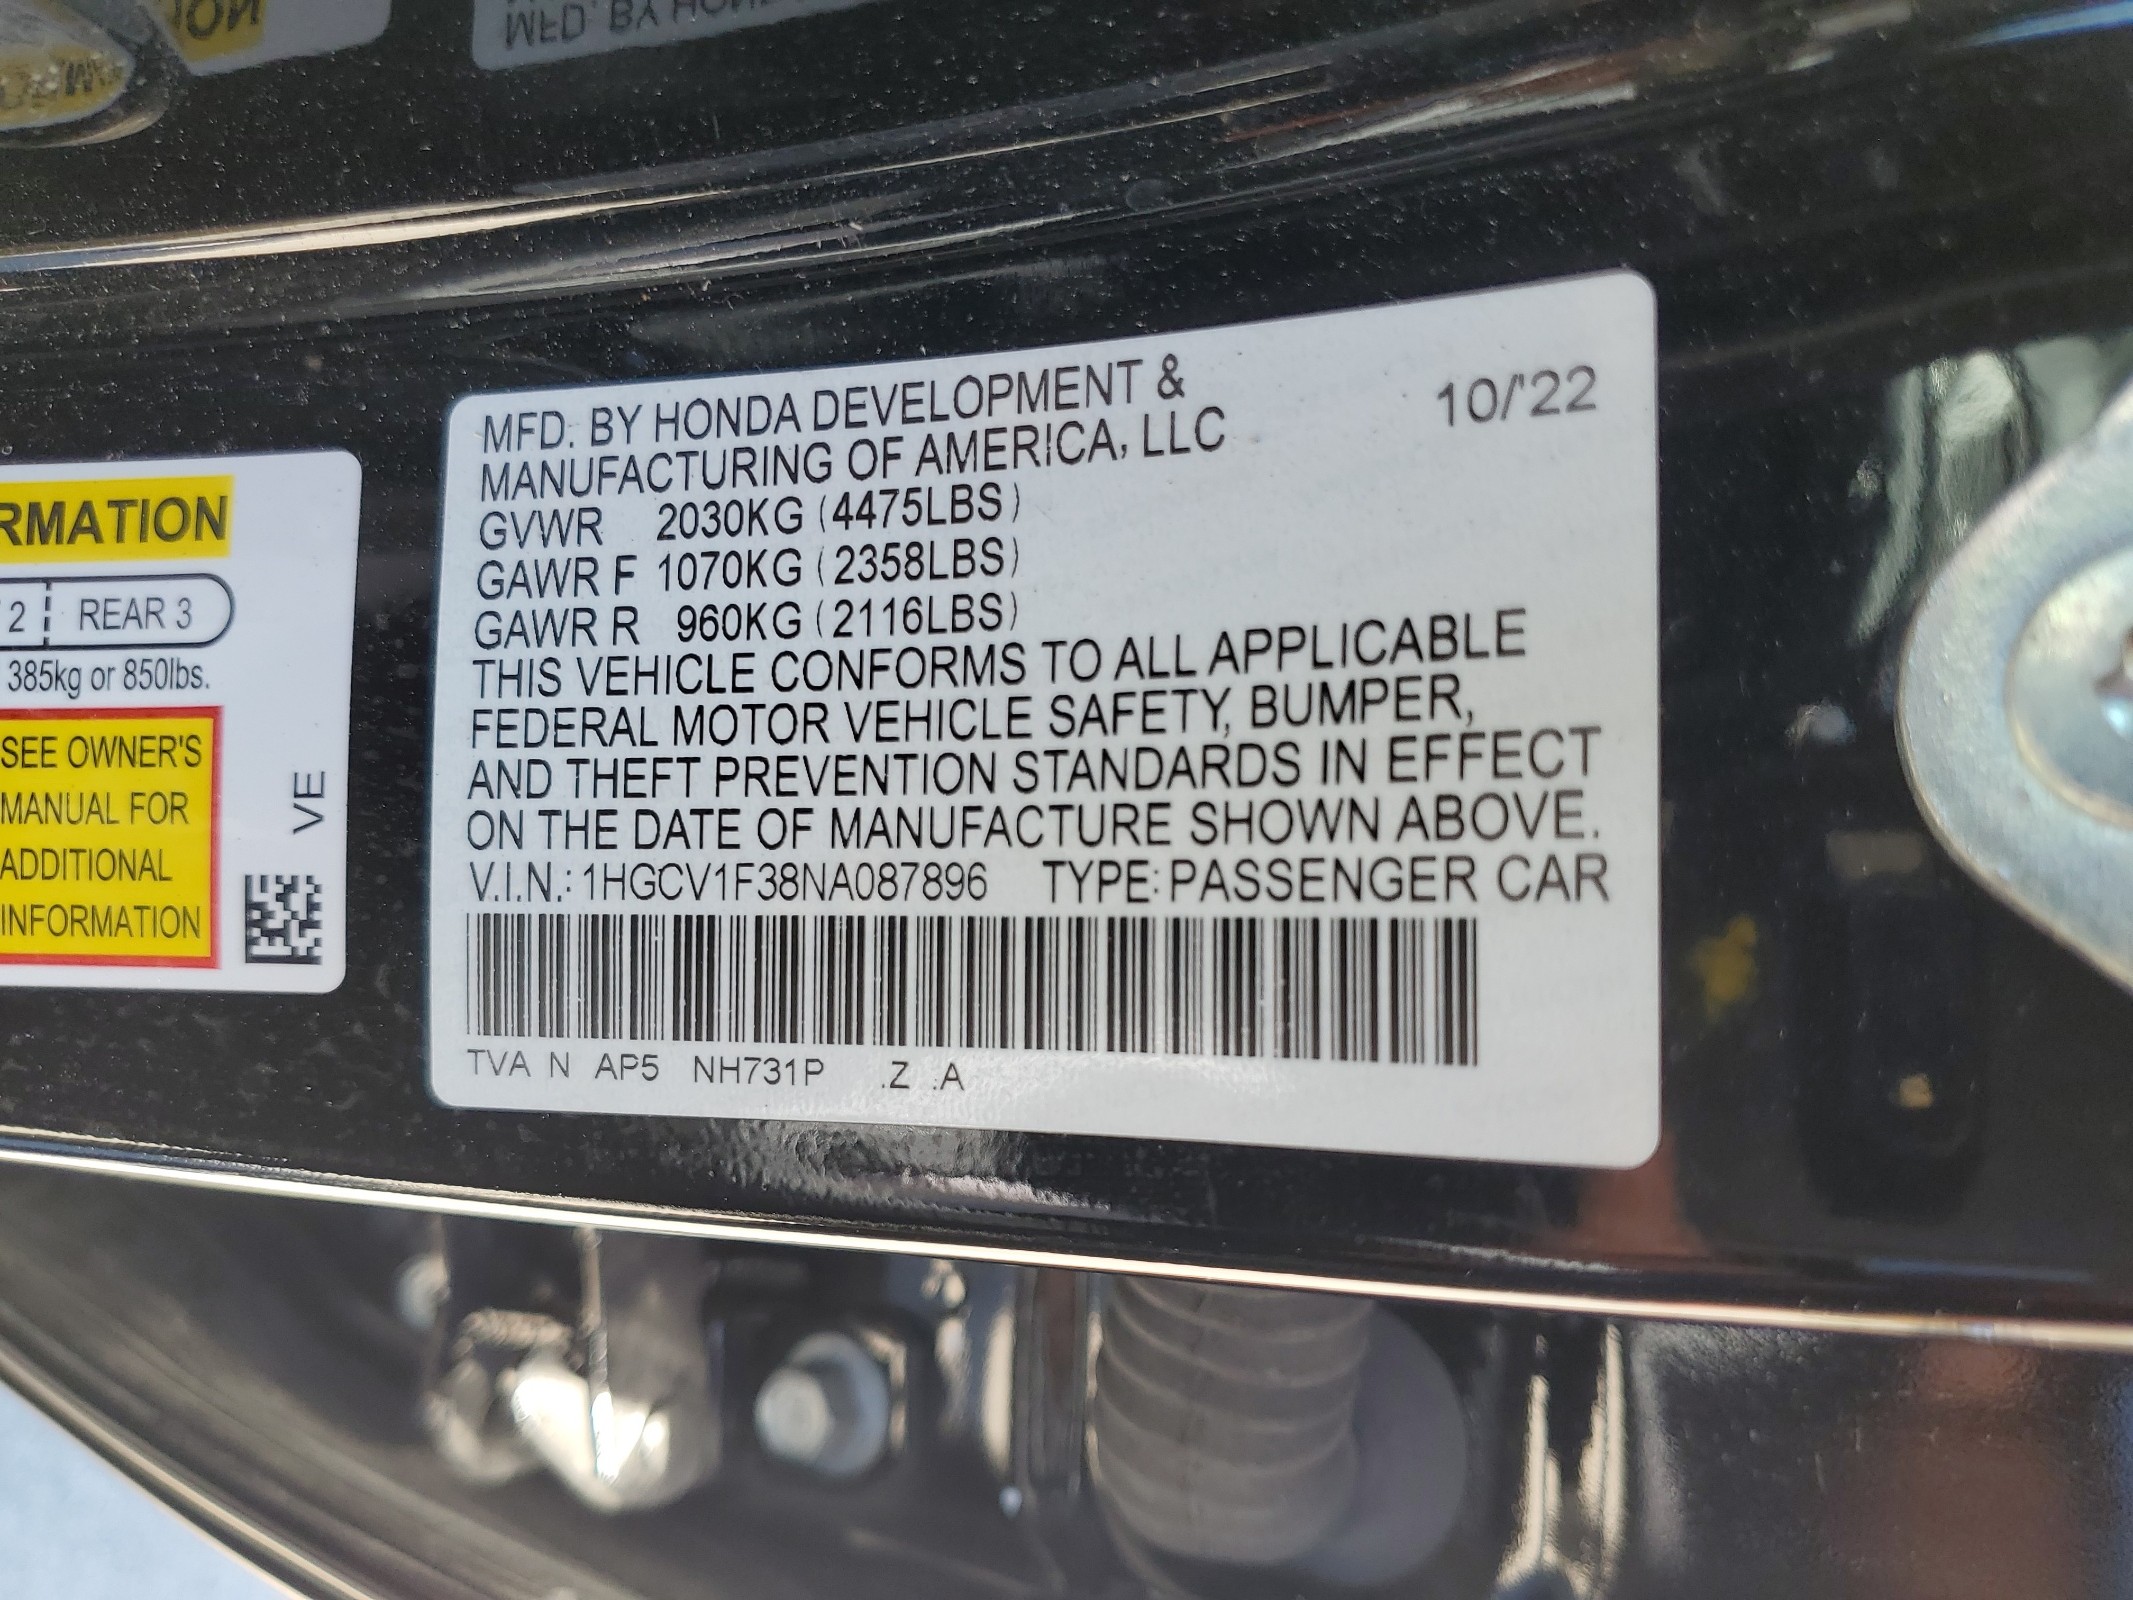 MFD. BY HONDA DEVELOPMENT &
MANUFACTURING OF AMERICA, LLC
10/'22
GVWR 2030KG (4475LBS)
GAWR F 1070KG (2358LBS)
GAWR R 960KG (2116LBS)
THIS VEHICLE CONFORMS TO ALL APPLICABLE
FEDERAL MOTOR VEHICLE SAFETY, BUMPER,
AND THEFT PREVENTION STANDARDS IN EFFECT
ON THE DATE OF MANUFACTURE SHOWN ABOVE.
V.I.N.: 1HGCV1F38NA087896 TYPE: PASSENGER CAR
TVA N AP5 NH731P .Z .A
RMATION
2 REAR 3
385kg or 850lbs.
SEE OWNER'S
MANUAL FOR
ADDITIONAL
INFORMATION
VE
MFD. BY HON